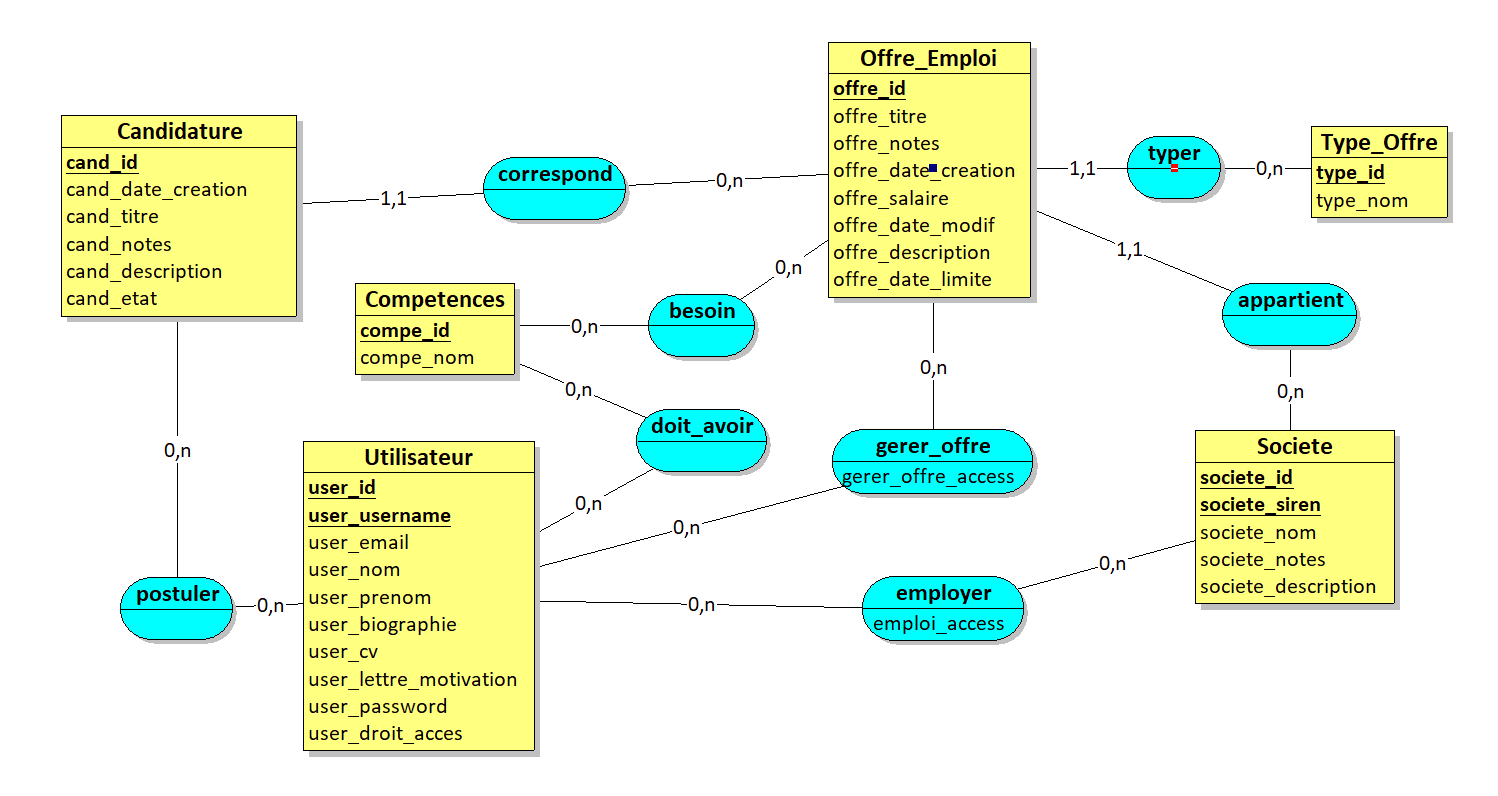 Offre_Emploi
offre_id
offre_titre
offre_notes
offre_date_creation
offre_salaire
offre_date_modif
offre_description
offre_date_limite
Candidature
cand_id
cand_date_creation
cand_titre
cand_notes
cand_description
cand_etat
correspond
1,1
0,n
typer
1,1
0,n
Type_Offre
type_id
type_nom
1,1
appartient
0,n
Competences
compe_id
compe_nom
0,n
besoin
0,n
0,n
doit_avoir
0,n
0,n
gerer_offre
gerer_offre_access
0,n
Societe
societe_id
societe_siren
societe_nom
societe_notes
societe_description
0,n
Utilisateur
user_id
user_username
user_email
user_nom
user_prenom
user_biographie
user_cv
user_lettre_motivation
user_password
user_droit_acces
postuler
0,n
0,n
employer
emploi_access
0,n